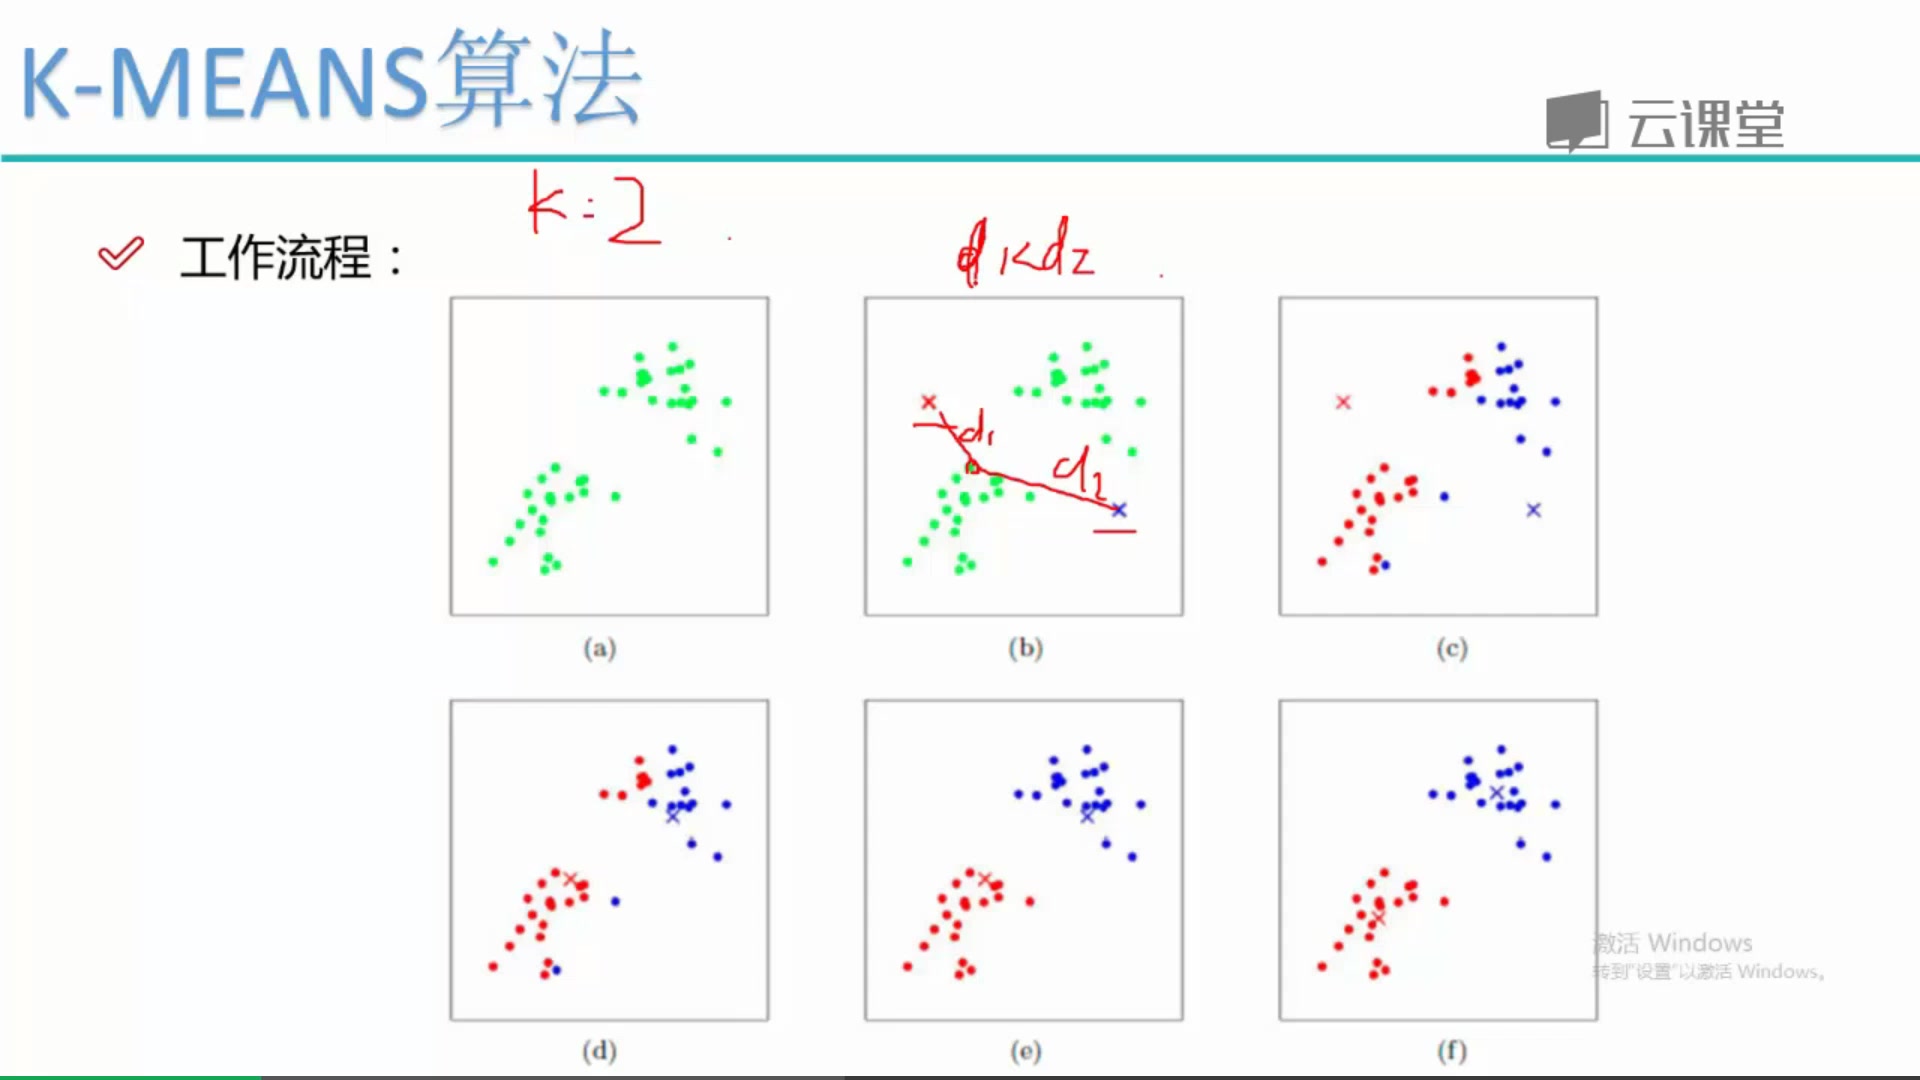 K-MEANS算法
云课堂
k=2
工作流程：
d1<d2
d1
d2
(a)
(b)
(c)
(d)
(e)
(f)
激活 Windows
转到"设置"以激活 Windows。